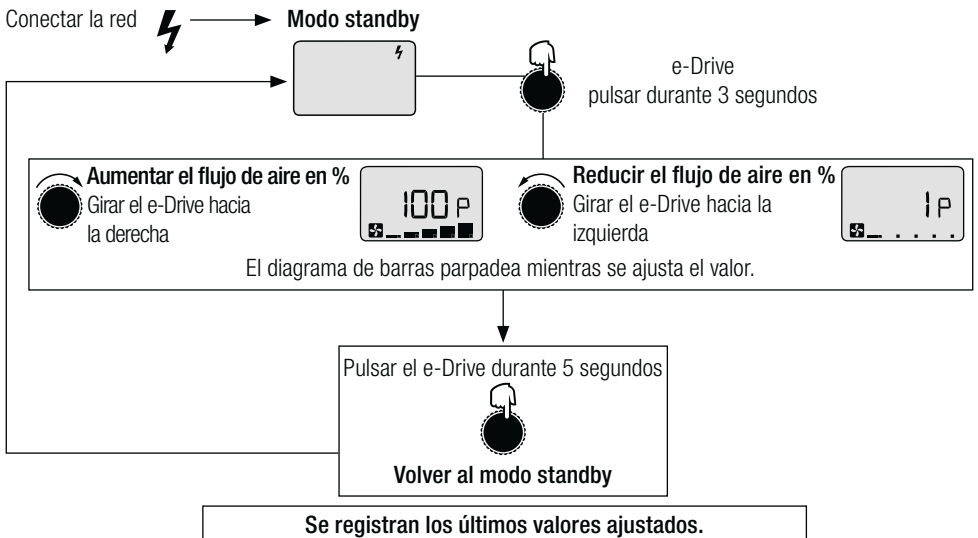 Conectar la red
Modo standby
e-Drive
pulsar durante 3 segundos
Aumentar el flujo de aire en %
Girar el e-Drive hacia
la derecha
100 P
Reducir el flujo de aire en %
Girar el e-Drive hacia la
izquierda
1 P
El diagrama de barras parpadea mientras se ajusta el valor.
Pulsar el e-Drive durante 5 segundos
Volver al modo standby
Se registran los últimos valores ajustados.